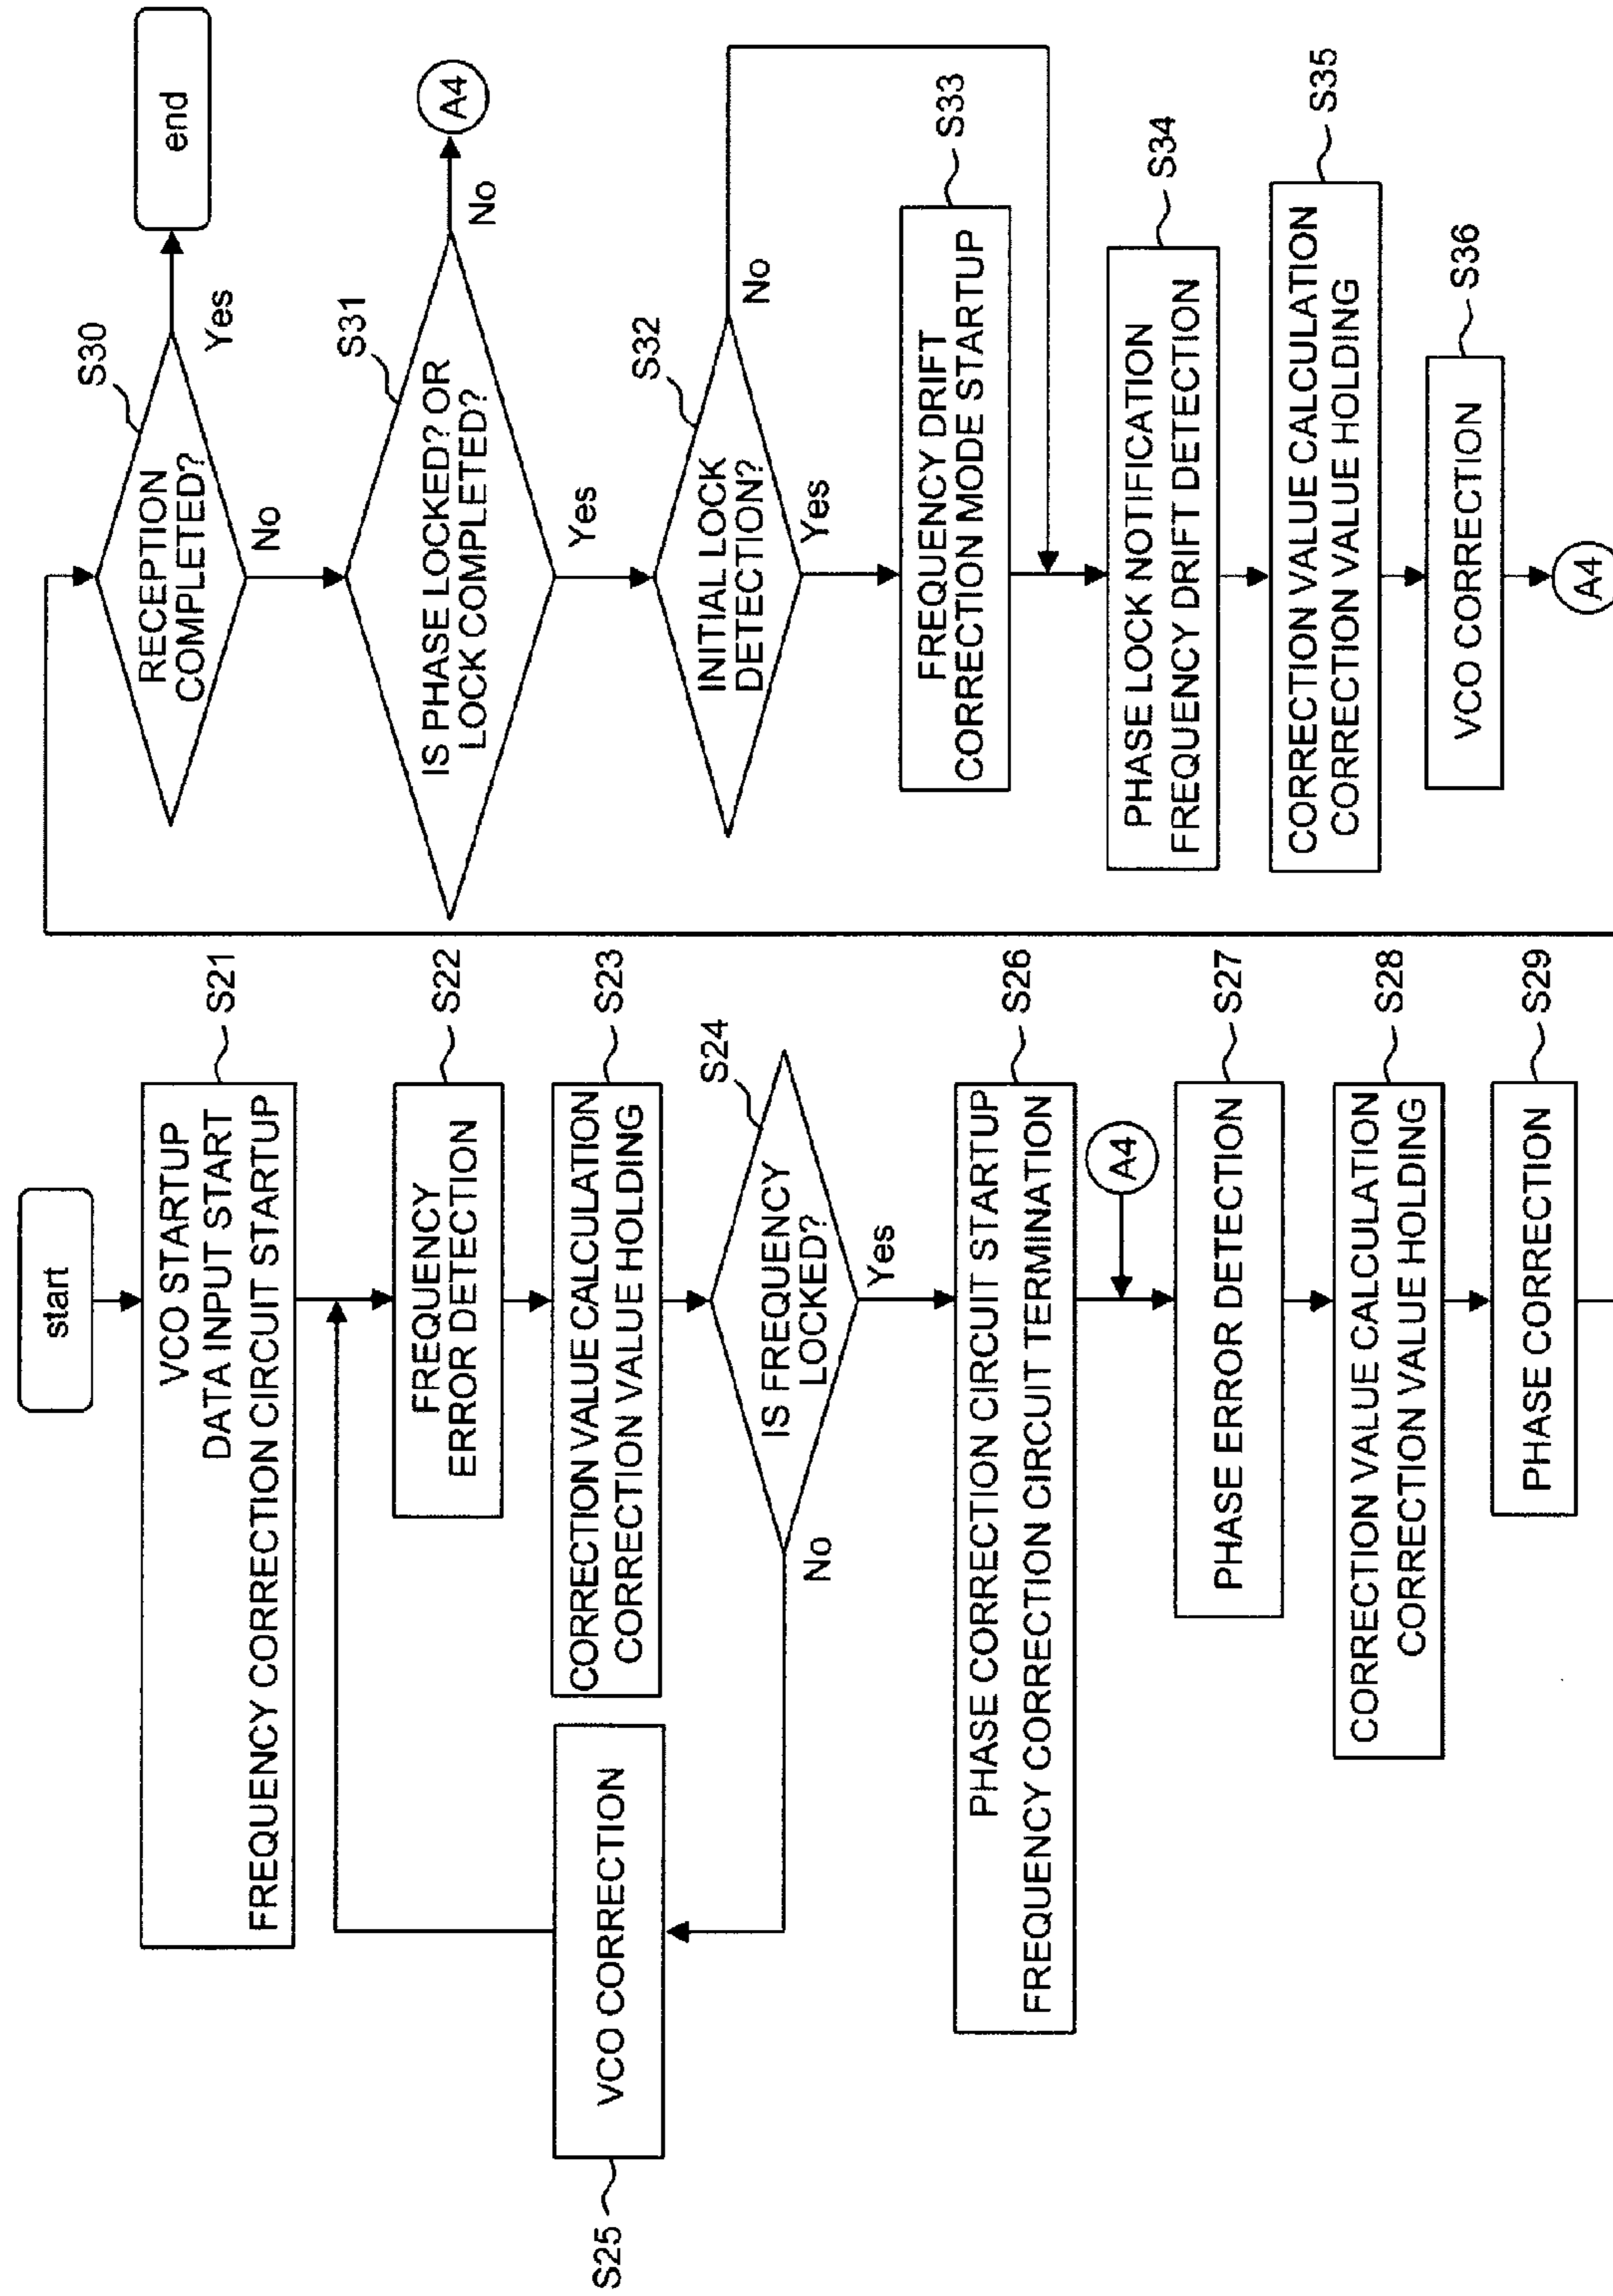 start
VCO STARTUP
DATA INPUT START
FREQUENCY CORRECTION CIRCUIT STARTUP
S21
FREQUENCY
ERROR DETECTION
S22
CORRECTION VALUE CALCULATION
CORRECTION VALUE HOLDING
S23
IS FREQUENCY
LOCKED?
S24
No
Yes
VCO CORRECTION
S25
PHASE CORRECTION CIRCUIT STARTUP
FREQUENCY CORRECTION CIRCUIT TERMINATION
S26
A4
PHASE ERROR DETECTION
S27
CORRECTION VALUE CALCULATION
CORRECTION VALUE HOLDING
S28
PHASE CORRECTION
S29
RECEPTION
COMPLETED?
S30
Yes
end
No
IS PHASE LOCKED? OR
LOCK COMPLETED?
S31
No
A4
Yes
INITIAL LOCK
DETECTION?
S32
No
Yes
FREQUENCY DRIFT
CORRECTION MODE STARTUP
S33
PHASE LOCK NOTIFICATION
FREQUENCY DRIFT DETECTION
S34
CORRECTION VALUE CALCULATION
CORRECTION VALUE HOLDING
S35
VCO CORRECTION
S36
A4